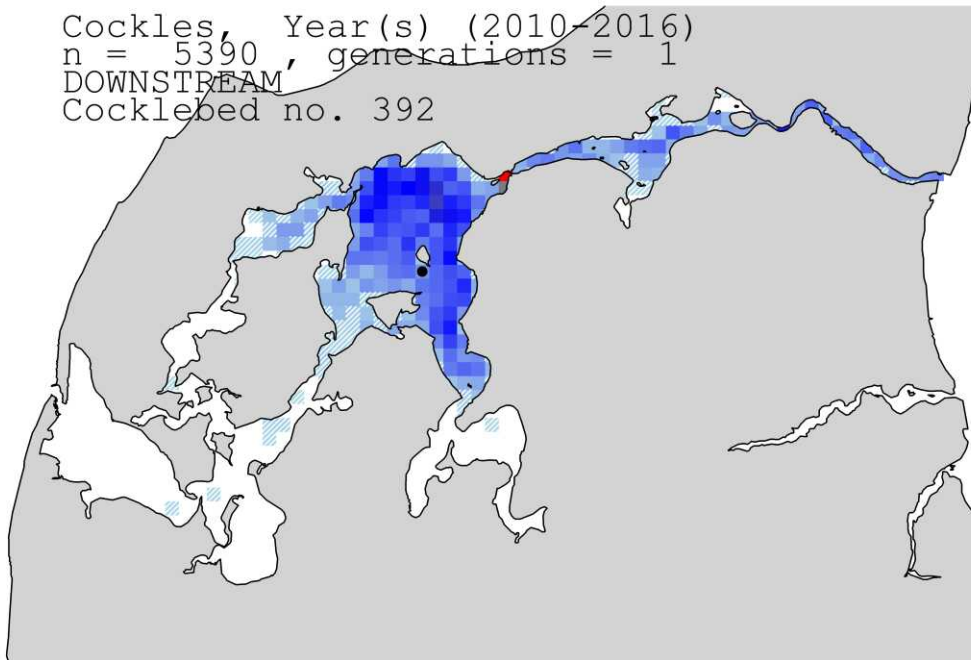 Cockles,  Year(s) (2010-2016)
n =  5390 , generations =  1
DOWNSTREAM
Cocklebed no. 392